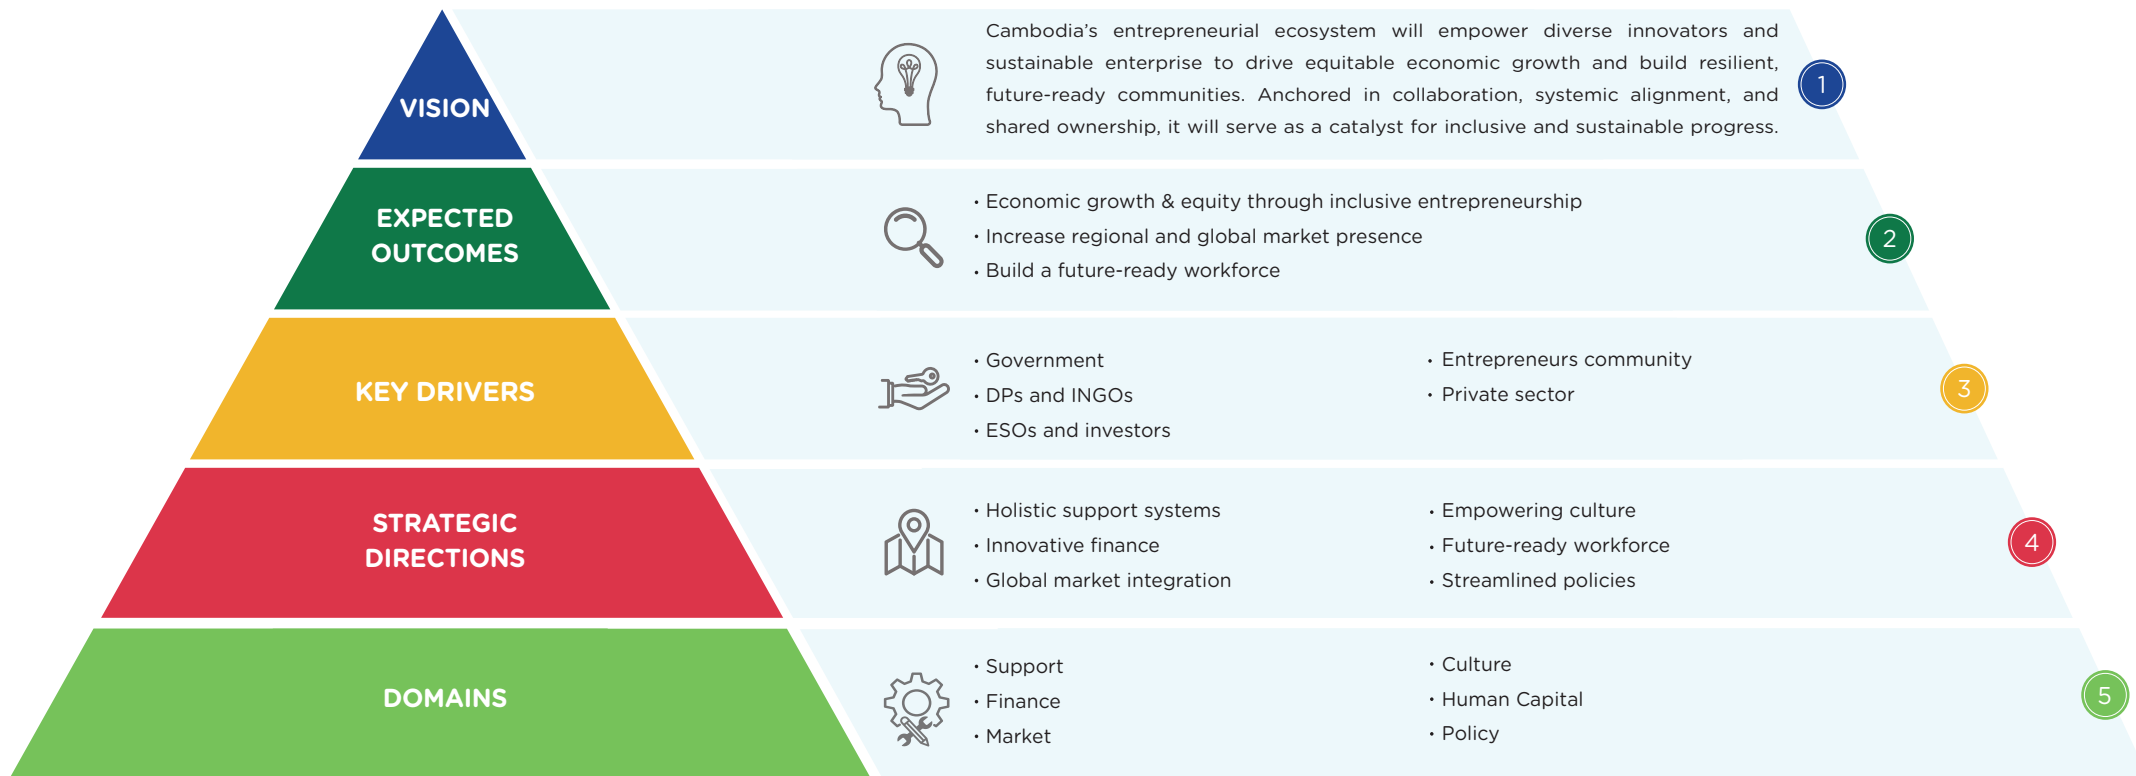 VISION
Cambodia's entrepreneurial ecosystem will empower diverse innovators and
sustainable enterprise to drive equitable economic growth and build resilient,
future-ready communities. Anchored in collaboration, systemic alignment, and
shared ownership, it will serve as a catalyst for inclusive and sustainable progress.
1
EXPECTED
OUTCOMES
• Economic growth & equity through inclusive entrepreneurship
• Increase regional and global market presence
• Build a future-ready workforce
2
KEY DRIVERS
• Government
• DPs and INGOs
• ESOs and investors
• Entrepreneurs community
• Private sector
3
STRATEGIC
DIRECTIONS
• Holistic support systems
• Innovative finance
• Global market integration
• Empowering culture
• Future-ready workforce
• Streamlined policies
4
DOMAINS
• Support
• Finance
• Market
• Culture
• Human Capital
• Policy
5